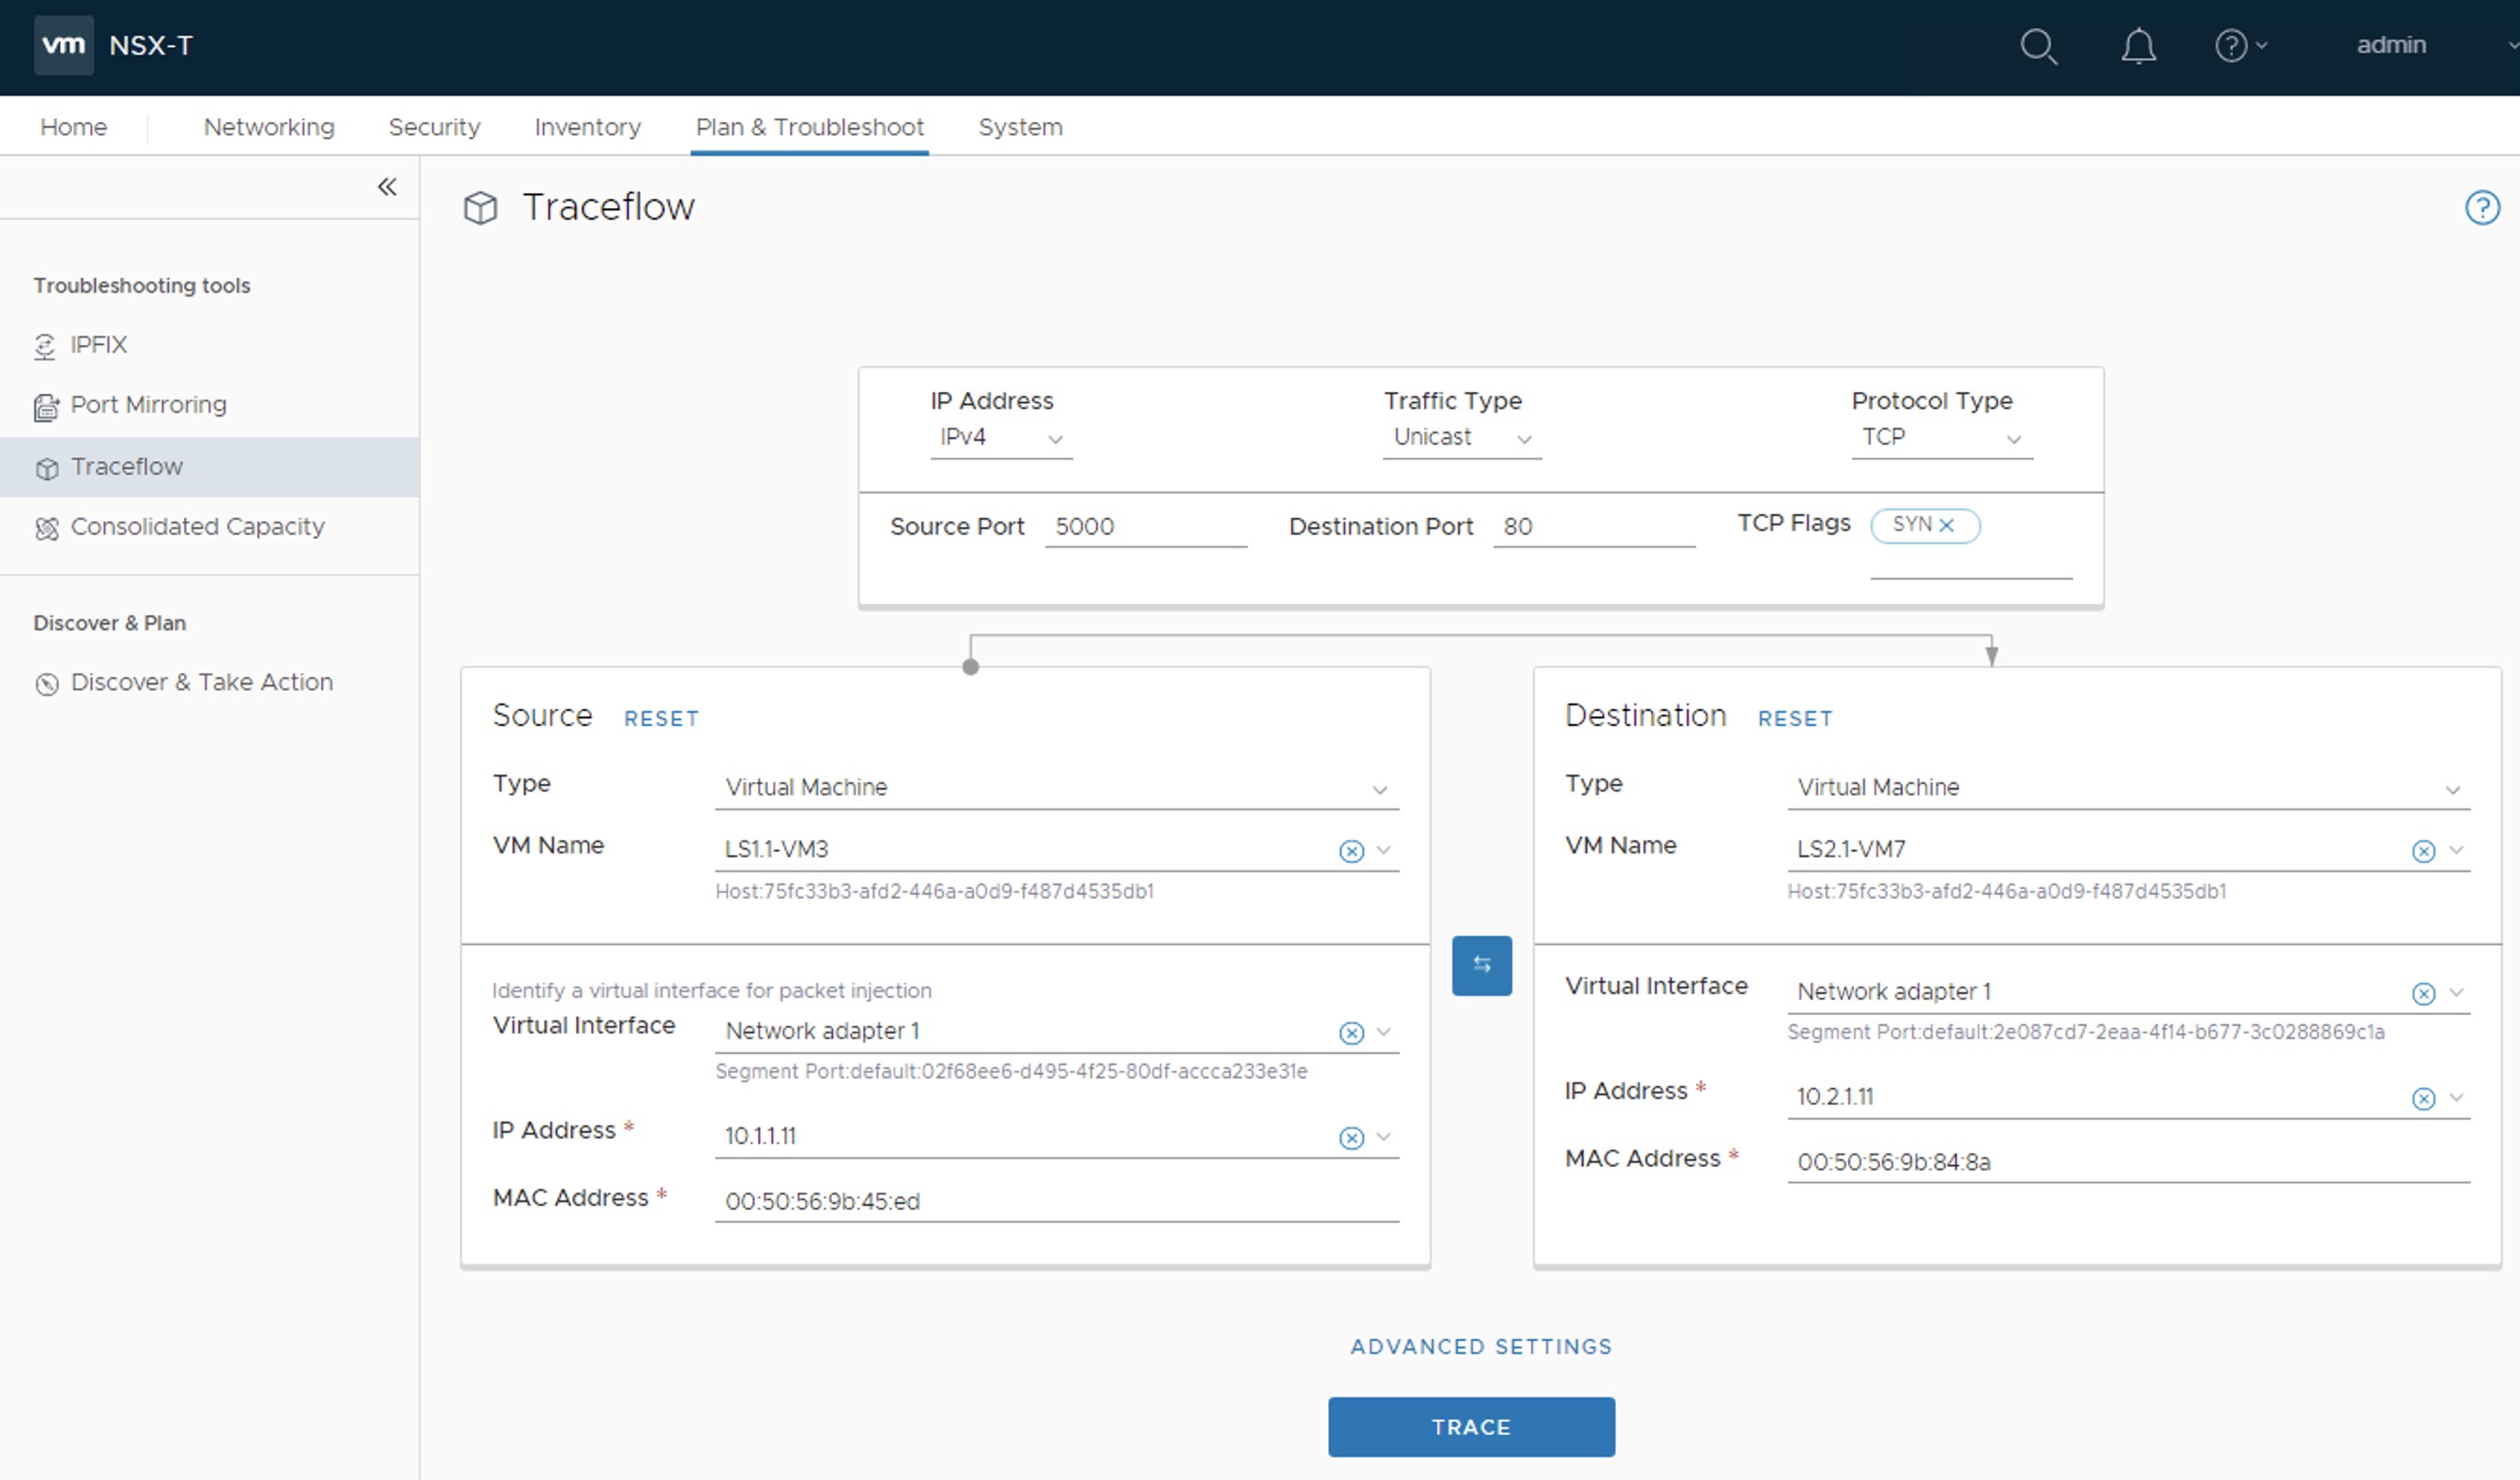 vm NSX-T
admin
Home Networking Security Inventory Plan & Troubleshoot System
Traceflow
Troubleshooting tools
IPFIX
Port Mirroring
Traceflow
Consolidated Capacity
Discover & Plan
Discover & Take Action
IP Address Traffic Type Protocol Type
IPv4 Unicast TCP
Source Port 5000 Destination Port 80 TCP Flags SYN
Source RESET
Type Virtual Machine
VM Name LS1.1-VM3
Host:75fc33b3-afd2-446a-a0d9-f487d4535db1
Identify a virtual interface for packet injection
Virtual Interface Network adapter 1
Segment Port:default:02f68ee6-d495-4f25-80df-accca233e31e
IP Address * 10.1.1.11
MAC Address * 00:50:56:9b:45:ed
Destination RESET
Type Virtual Machine
VM Name LS2.1-VM7
Host:75fc33b3-afd2-446a-a0d9-f487d4535db1
Virtual Interface Network adapter 1
Segment Port:default:2e087cd7-2eaa-4f14-b677-3c0288869c1a
IP Address * 10.2.1.11
MAC Address * 00:50:56:9b:84:8a
ADVANCED SETTINGS
TRACE